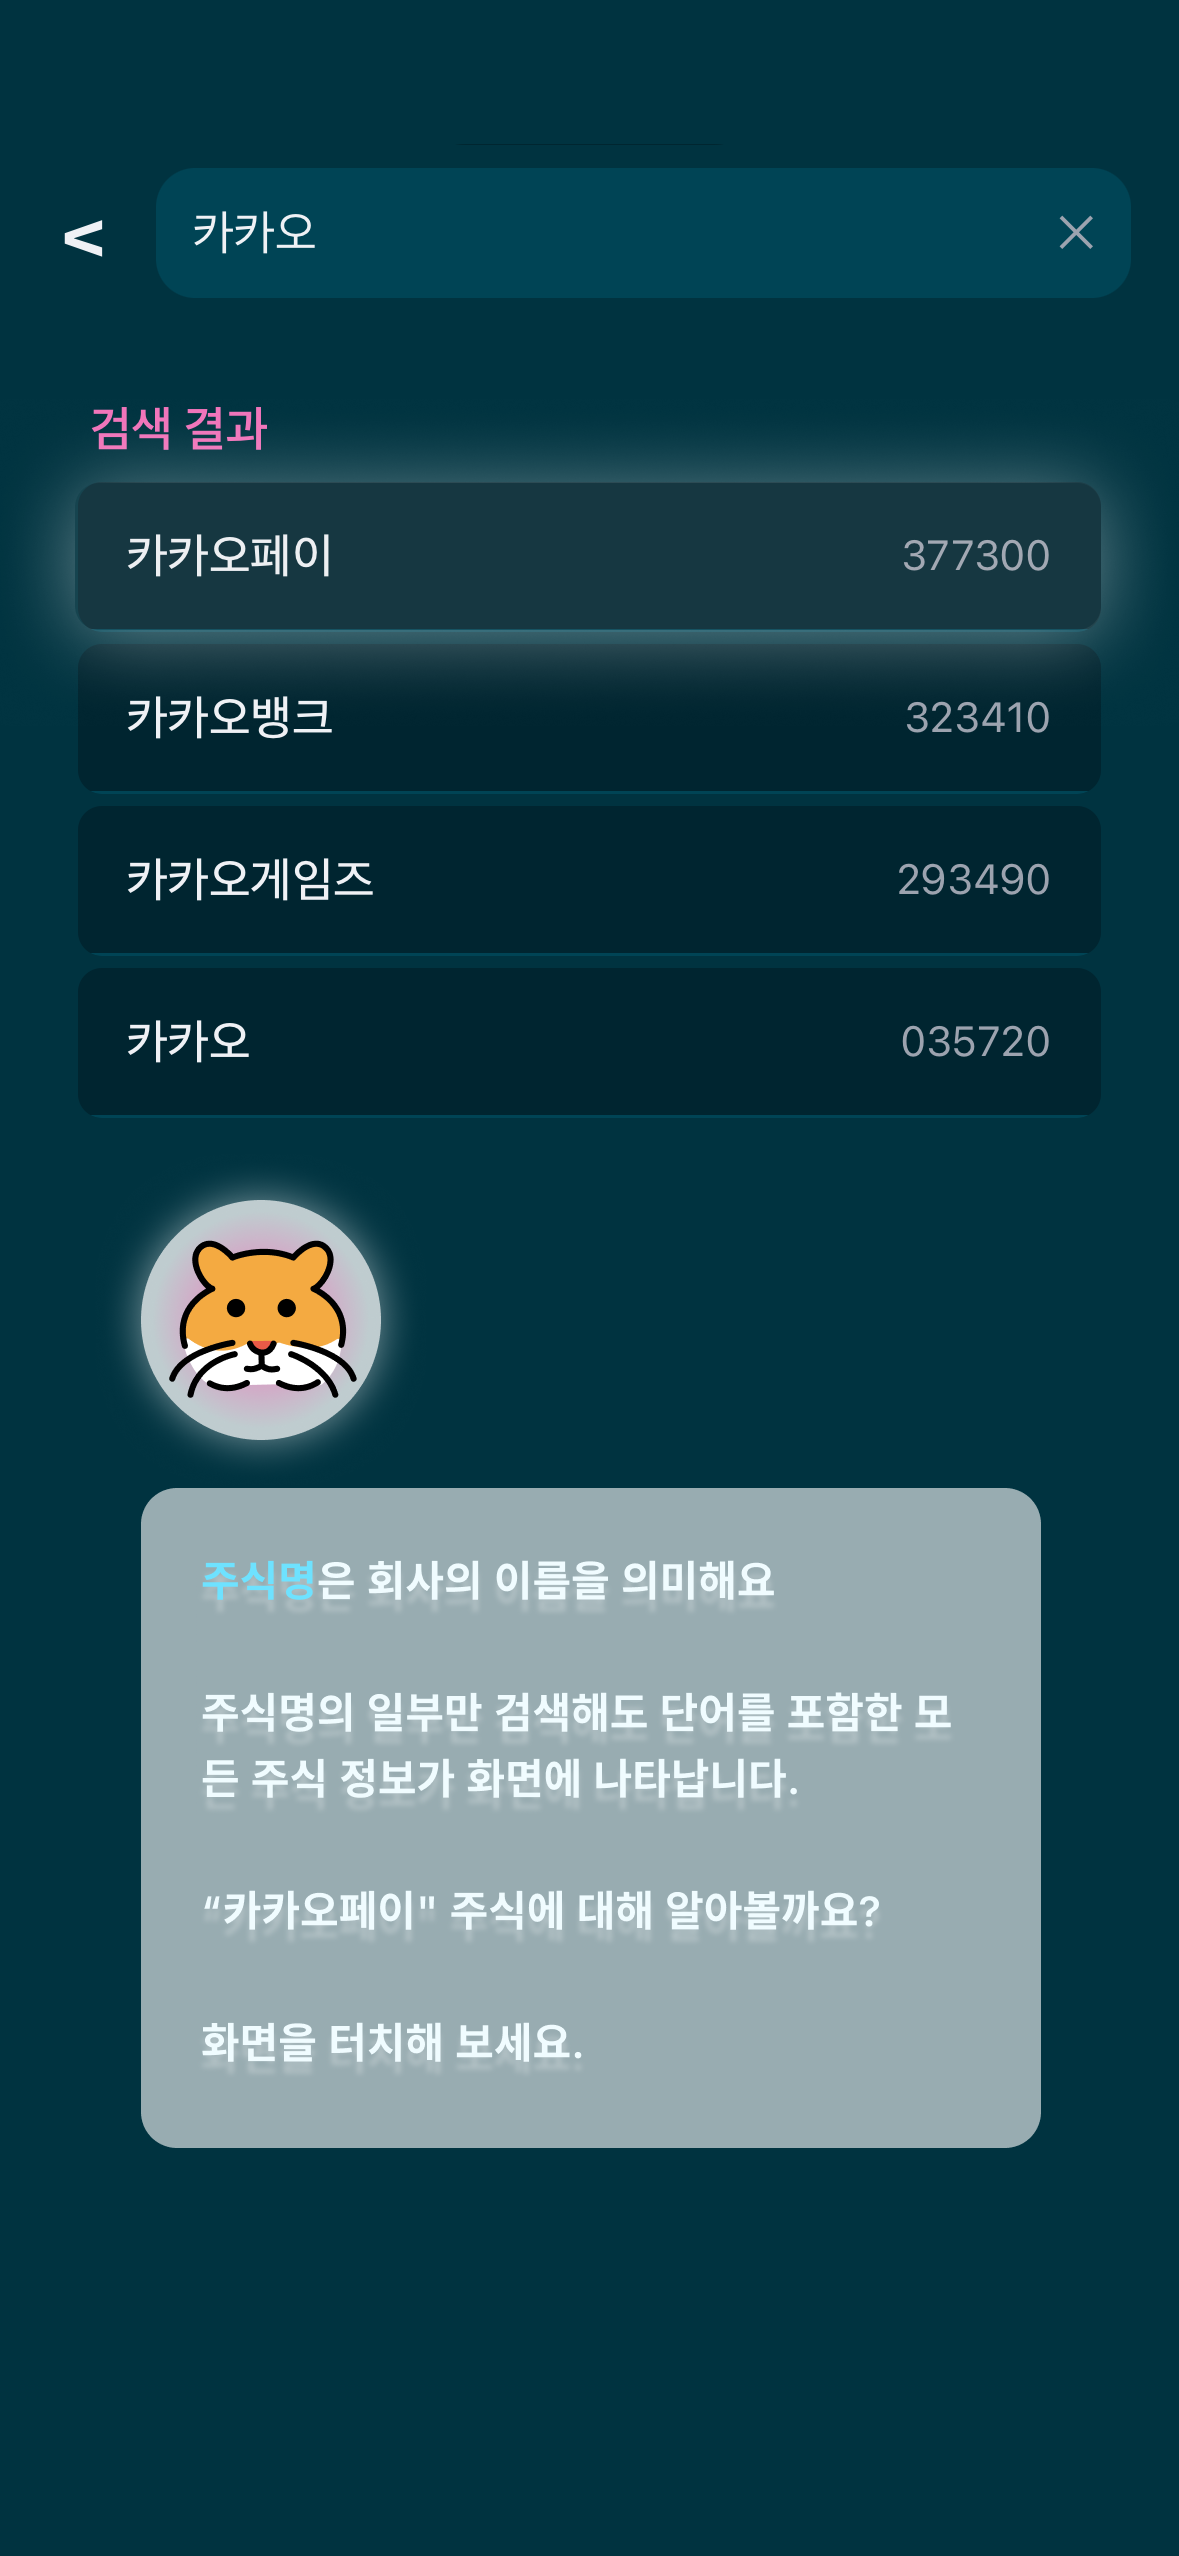 <
카카오
검색 결과
카카오페이 377300
카카오뱅크 323410
카카오게임즈 293490
카카오 035720
주식명은 회사의 이름을 의미해요
주식명의 일부만 검색해도 단어를 포함한 모
든 주식 정보가 화면에 나타납니다.
“카카오페이" 주식에 대해 알아볼까요?
화면을 터치해 보세요.